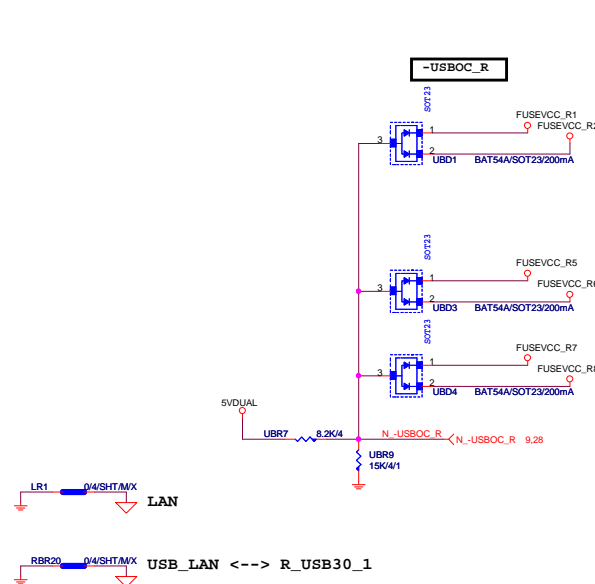 -USBOC_R
SOT23
FUSEVCC_R1
FUSEVCC_R2
3
1
2
UBD1
BAT54A/SOT23/200mA
SOT23
FUSEVCC_R5
FUSEVCC_R6
3
1
2
UBD3
BAT54A/SOT23/200mA
SOT23
FUSEVCC_R7
FUSEVCC_R8
3
1
2
UBD4
BAT54A/SOT23/200mA
5VDUAL
UBR7
8.2K/4
N_-USBOC_R
N_-USBOC_R 9,28
UBR9
15K/4/1
LR1
0/4/SHT/M/X
LAN
RBR20
0/4/SHT/M/X
USB_LAN <--> R_USB30_1